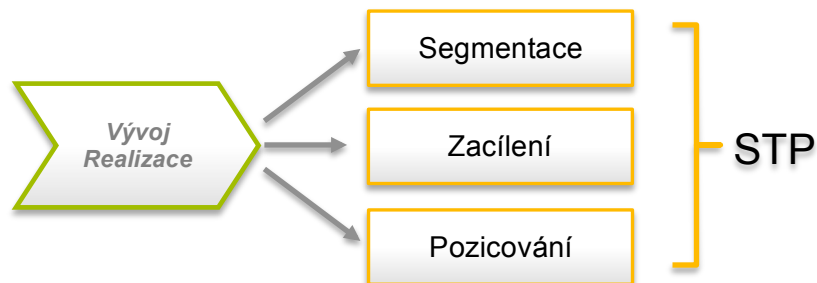 Segmentace
Vývoj
Realizace
Zacílení
STP
Pozicování